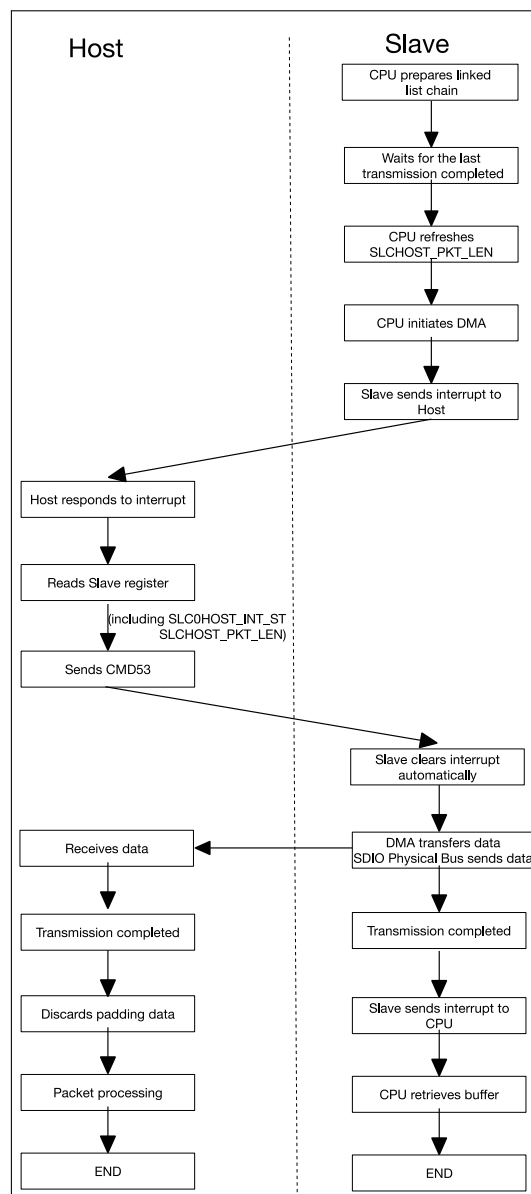 Host
Slave
CPU prepares linked
list chain
Waits for the last
transmission completed
CPU refreshes
SLCHOST_PKT_LEN
CPU initiates DMA
Slave sends interrupt to
Host
Host responds to interrupt
Reads Slave register
(including SLC0HOST_INT_ST
SLCHOST_PKT_LEN)
Sends CMD53
Slave clears interrupt
automatically
Receives data
DMA transfers data
SDIO Physical Bus sends data
Transmission completed
Transmission completed
Discards padding data
Slave sends interrupt to
CPU
Packet processing
CPU retrieves buffer
END
END